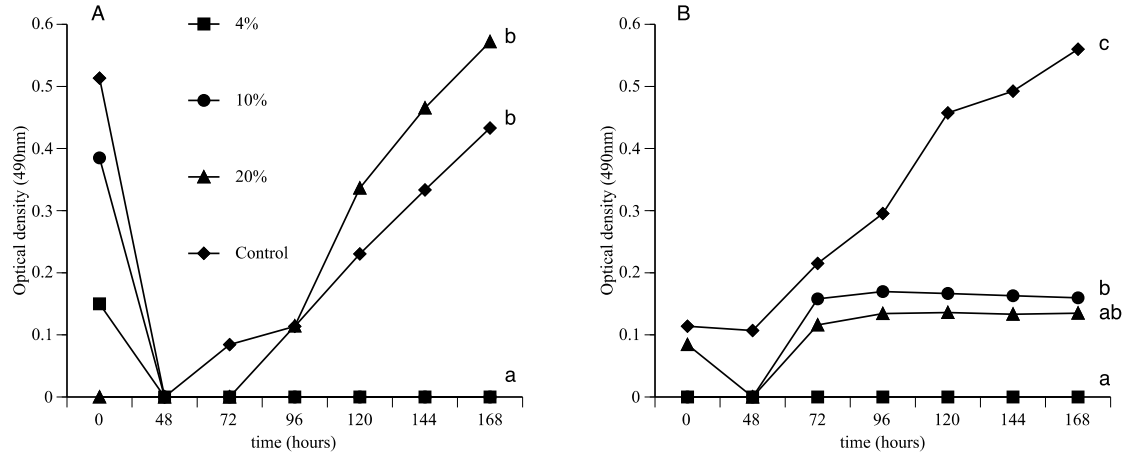 A
B
0.6
0.5
0.4
0.3
0.2
0.1
0
Optical density (490nm)
4%
10%
20%
Control
b
b
a
0 48 72 96 120 144 168
time (hours)
0.6
0.5
0.4
0.3
0.2
0.1
0
Optical density (490nm)
c
b
ab
a
0 48 72 96 120 144 168
time (hours)